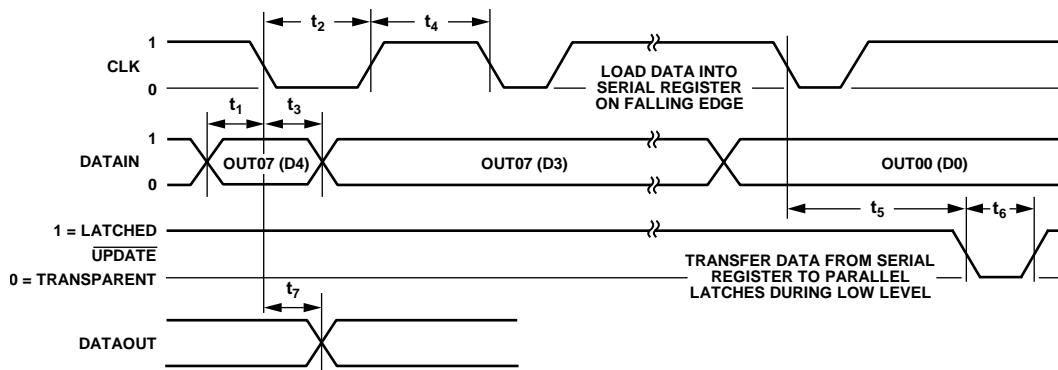 t2
t4
1
CLK
0
LOAD DATA INTO
SERIAL REGISTER
ON FALLING EDGE
t1
t3
1
DATAIN
0
OUT07 (D4)
OUT07 (D3)
OUT00 (D0)
t5
t6
1 = LATCHED
UPDATE
0 = TRANSPARENT
TRANSFER DATA FROM SERIAL
REGISTER TO PARALLEL
LATCHES DURING LOW LEVEL
t7
DATAOUT